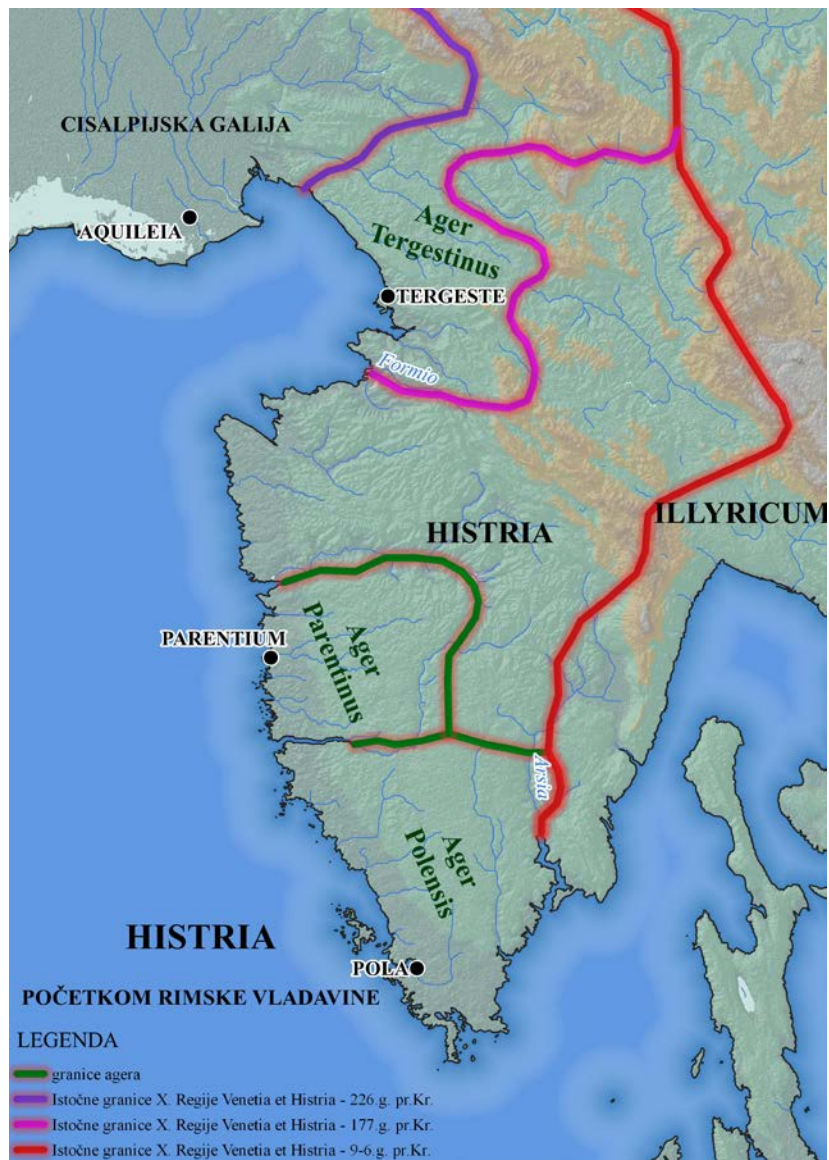 CISALPIJSKA GALIJA
AQUILEIA
Ager
Tergestinus
TERGESTE
Formio
HISTRIA
ILLYRICUM
PARENTIUM
Ager
Parentinus
Arsia
Ager
Polensis
HISTRIA
POLA
POČETKOM RIMSKE VLADAVINE
LEGENDA
granice agera
Istočne granice X. Regije Venetia et Histria - 226.g. pr.Kr.
Istočne granice X. Regije Venetia et Histria - 177.g. pr.Kr.
Istočne granice X. Regije Venetia et Histria - 9-6.g. pr.Kr.